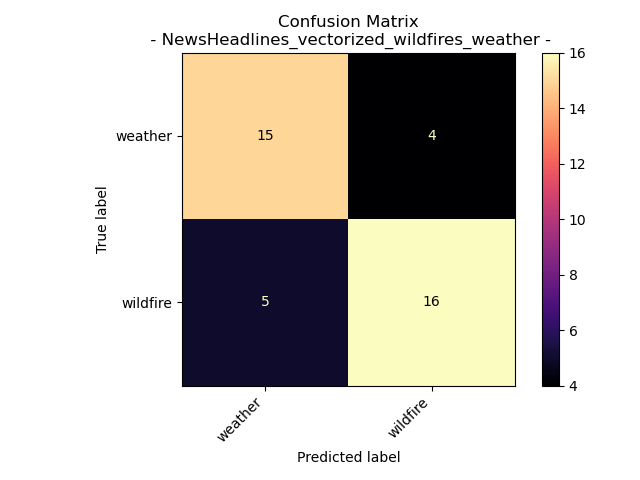 Confusion Matrix
- NewsHeadlines_vectorized_wildfires_weather -
16
14
12
10
8
6
4
weather
wildfire
True label
15
4
5
16
weather
wildfire
Predicted label